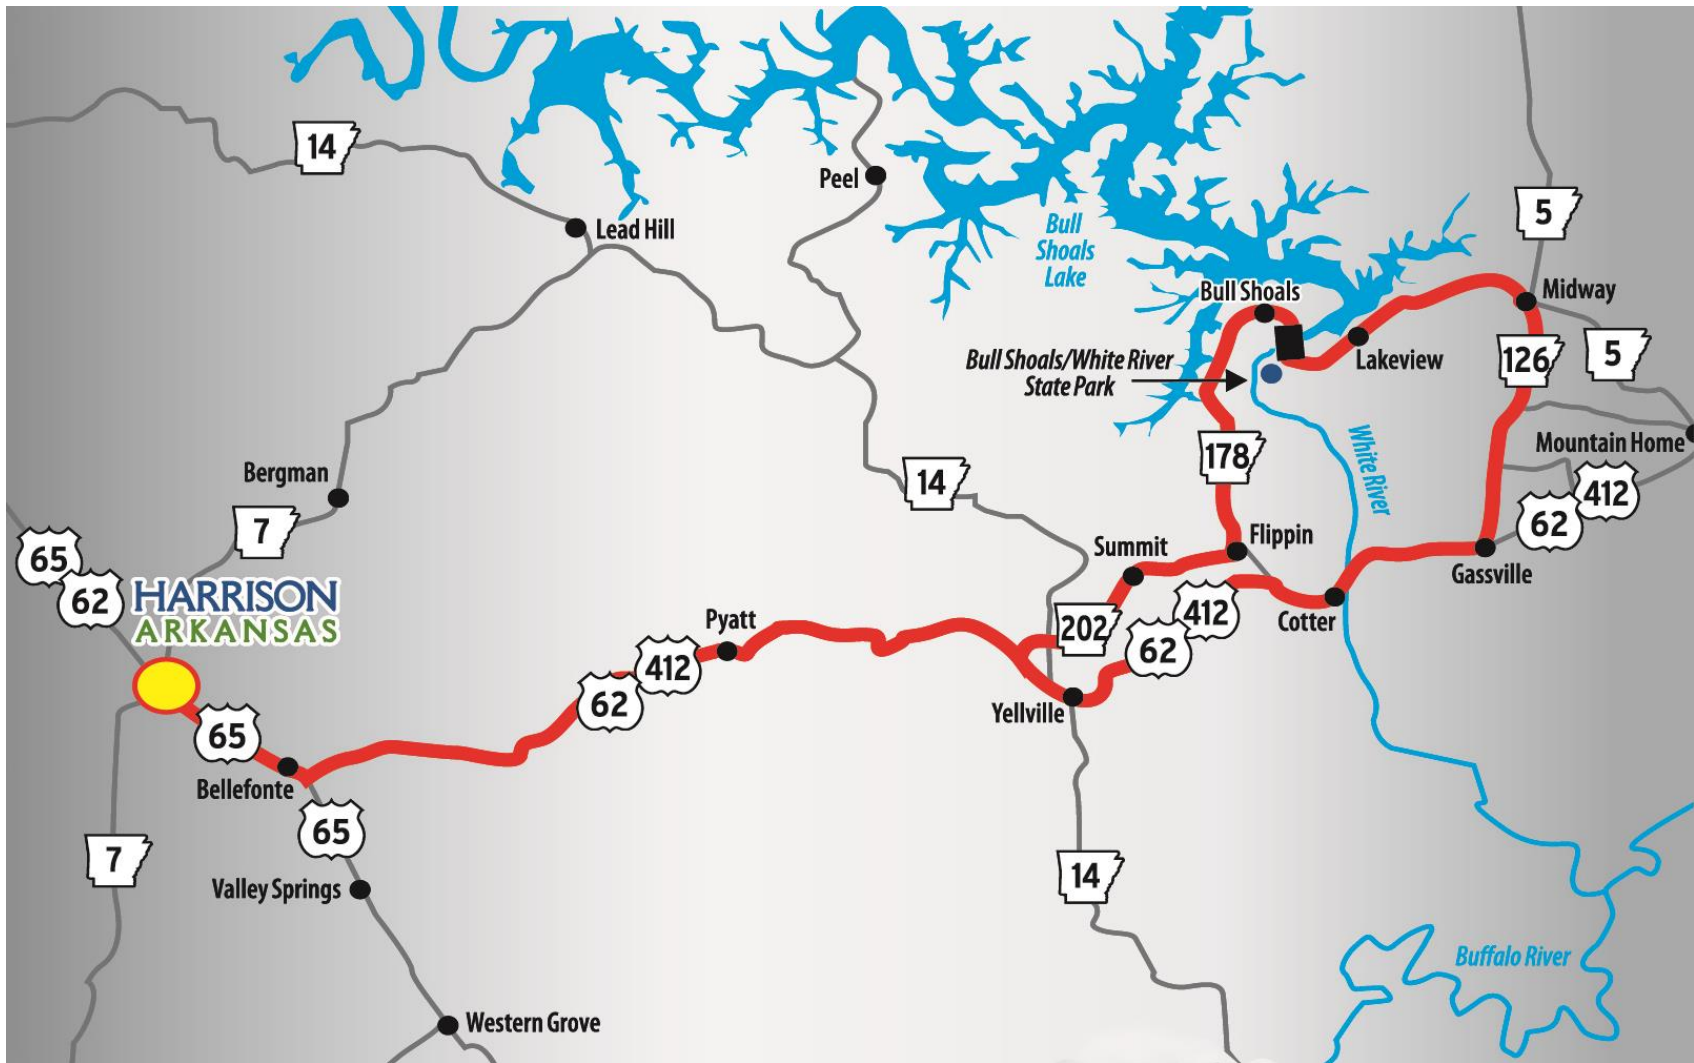 14
Peel
Lead Hill
Bull
Shoals
Lake
5
Bull Shoals
Midway
Bull Shoals/White River
State Park
Lakeview
126
5
White River
Mountain Home
178
Bergman
14
412
62
7
65
62
Flippin
Summit
Gassville
HARRISON
ARKANSAS
412
Cotter
Pyatt
202
62
412
62
Yellville
65
Bellefonte
65
7
14
Valley Springs
Buffalo River
Western Grove